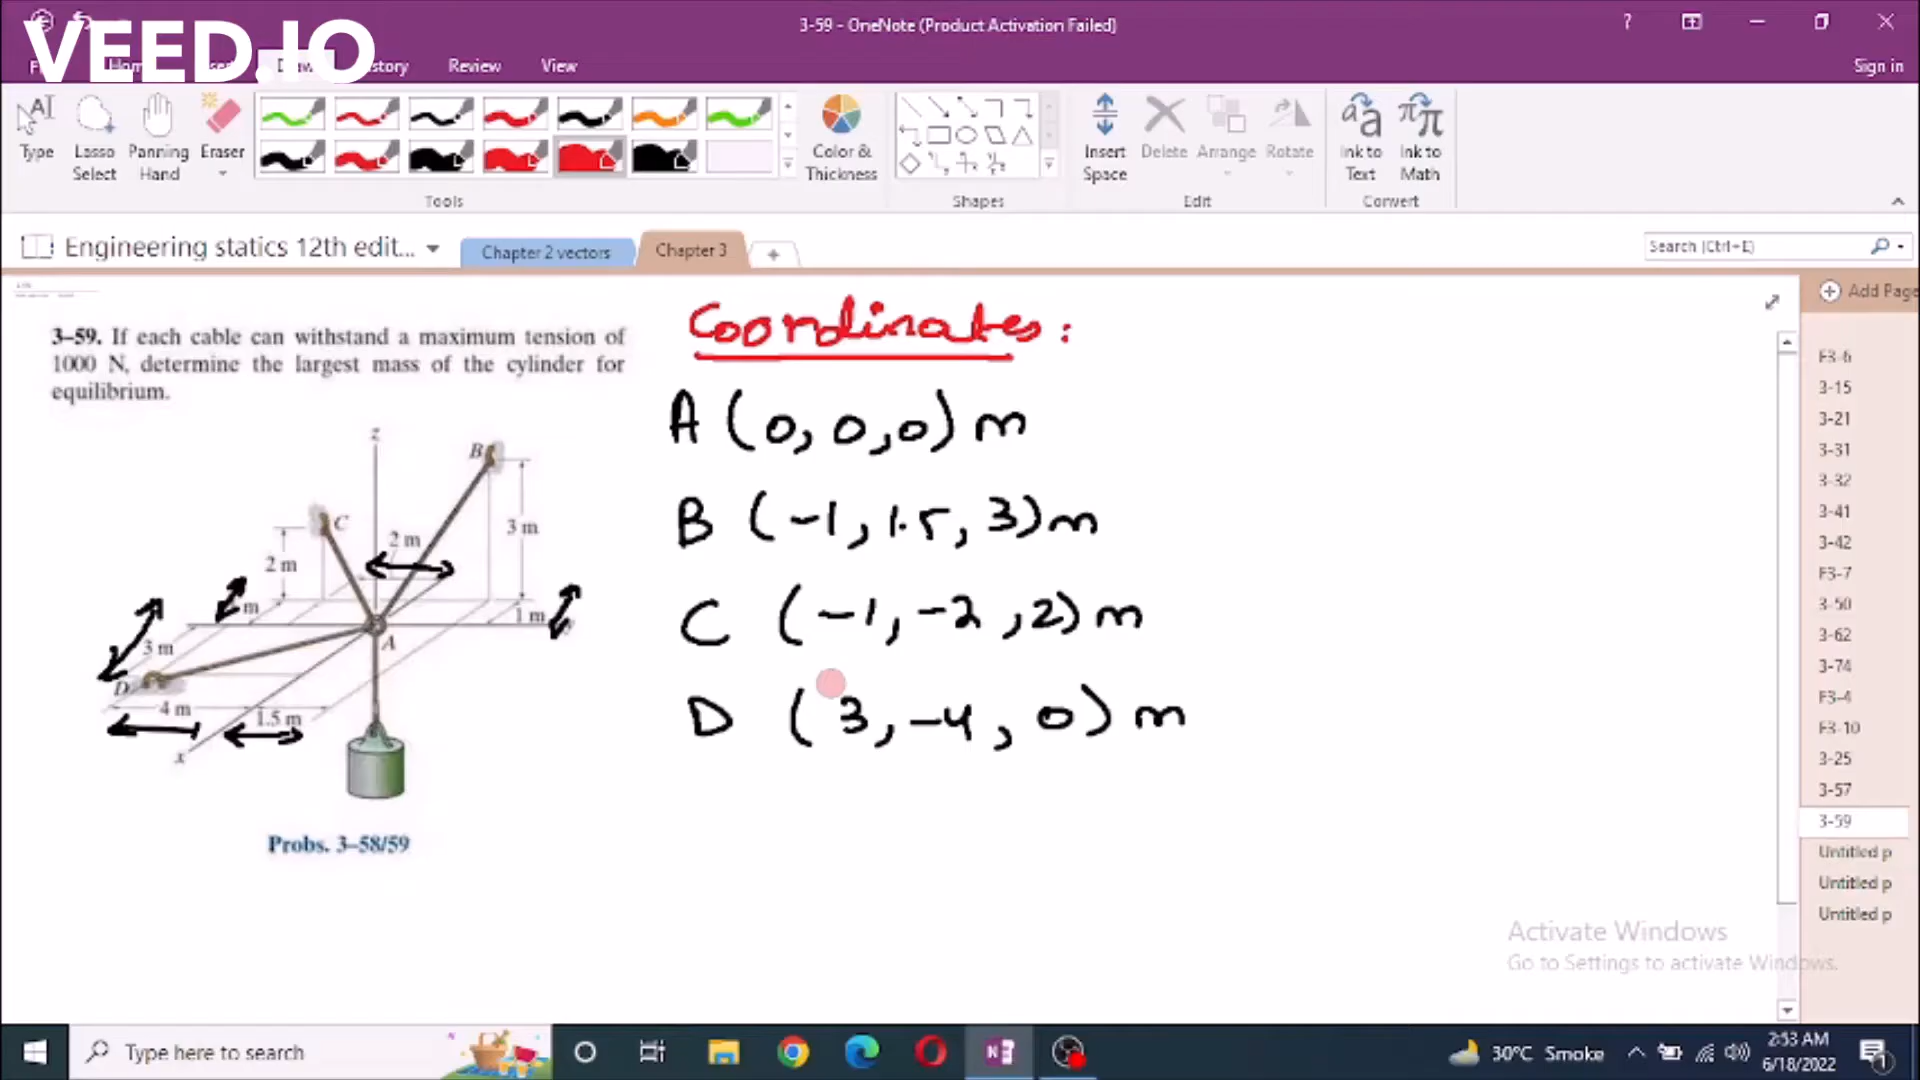 3-59 - OneNote (Product Activation Failed)
VEED.IO
Review
View
Sign in
Type
Lasso Select
Panning Hand
Eraser
Color & Thickness
Insert Space
Delete
Arrange
Rotate
Ink to Text
Ink to Math
Tools
Shapes
Edit
Convert
Engineering statics 12th edit...
Chapter 2 vectors
Chapter 3
Search (Ctrl+E)
Add Page
3–59. If each cable can withstand a maximum tension of
1000 N, determine the largest mass of the cylinder for
equilibrium.
z
B
C
2 m
3 m
2 m
m
1 m
3 m
A
D
4 m
1.5 m
x
Probs. 3–58/59
Coordinates:
A (0, 0, 0) m
B (-1, 1.5, 3) m
C (-1, -2, 2) m
D (3, -4, 0) m
F3-6
3-15
3-21
3-31
3-32
3-41
3-42
F3-7
3-50
3-62
3-74
F3-4
F3-10
3-25
3-57
3-59
Untitled p
Untitled p
Untitled p
Activate Windows
Go to Settings to activate Windows.
Type here to search
30°C Smoke
2:53 AM
6/18/2022